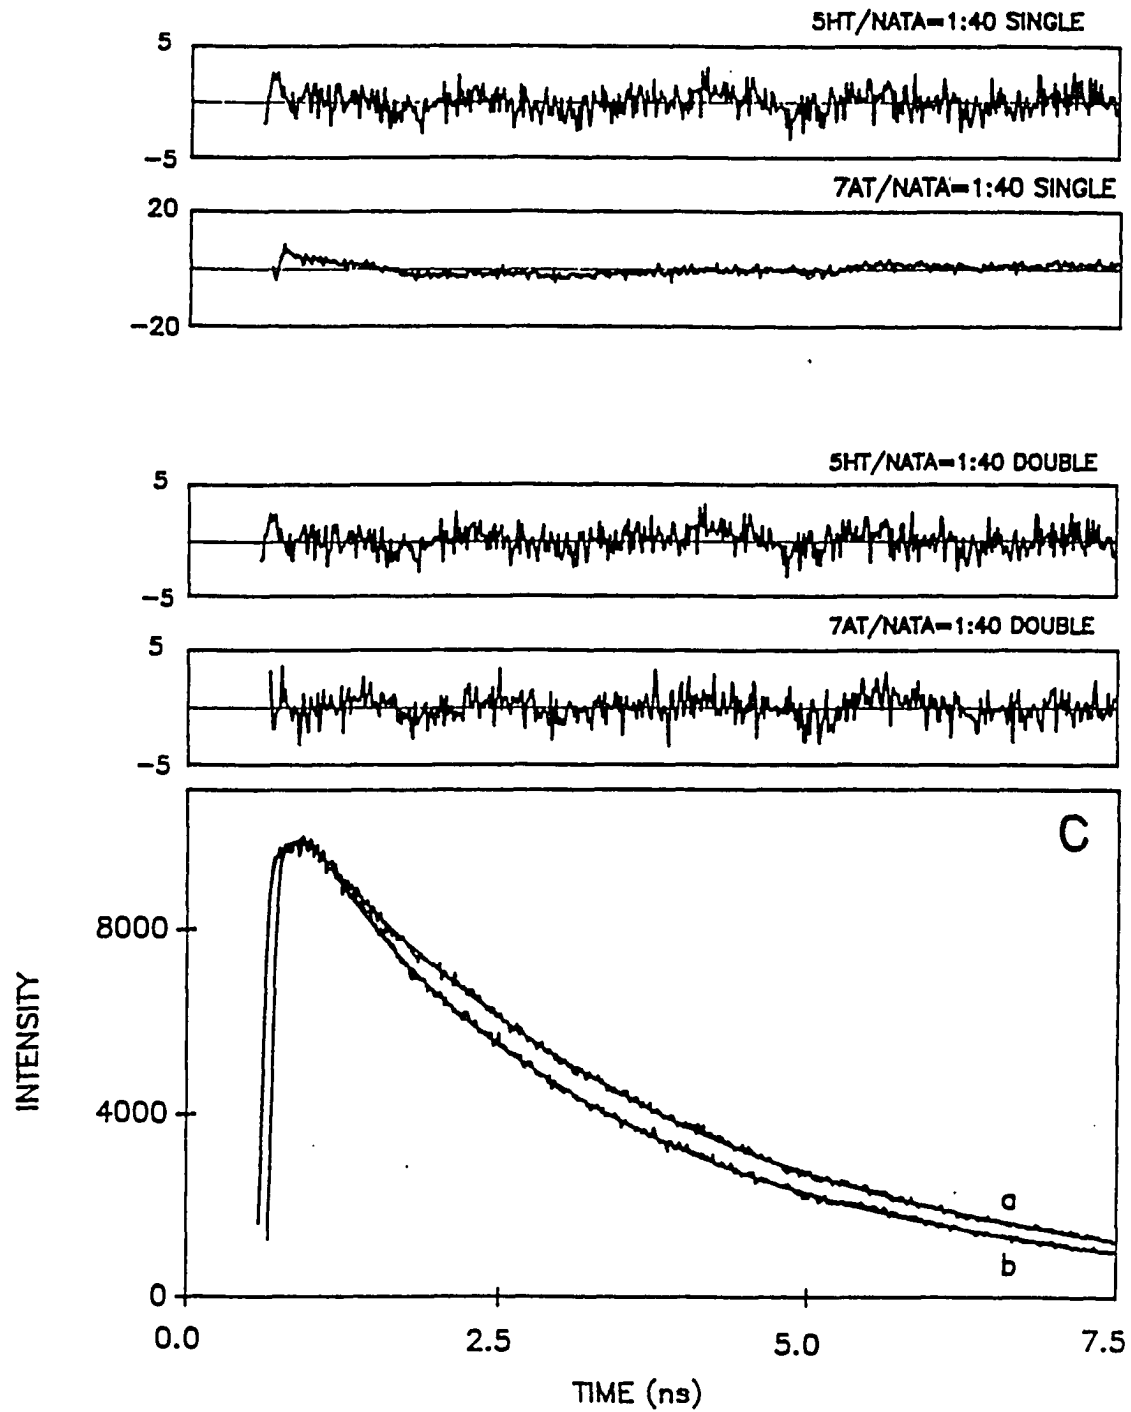 5HT/NATA=1:40 SINGLE
5
-5
7AT/NATA=1:40 SINGLE
20
-20
5HT/NATA=1:40 DOUBLE
5
-5
7AT/NATA=1:40 DOUBLE
5
-5
C
8000
INTENSITY
4000
a
b
0
0.0 2.5 5.0 7.5
TIME (ns)